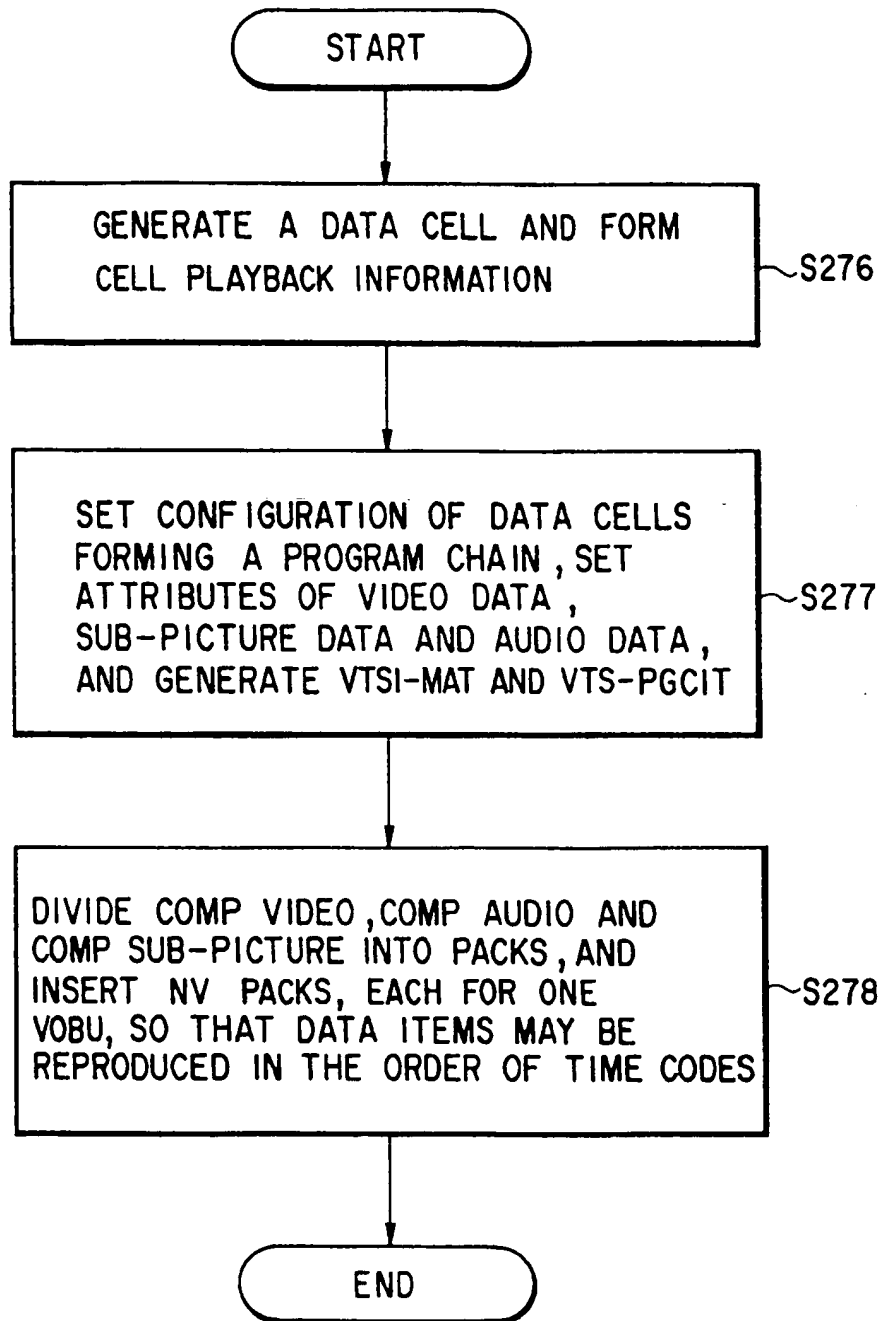 START
GENERATE A DATA CELL AND FORM
CELL PLAYBACK INFORMATION
S276
SET CONFIGURATION OF DATA CELLS
FORMING A PROGRAM CHAIN, SET
ATTRIBUTES OF VIDEO DATA,
SUB-PICTURE DATA AND AUDIO DATA,
AND GENERATE VTSI-MAT AND VTS-PGCIT
S277
DIVIDE COMP VIDEO, COMP AUDIO AND
COMP SUB-PICTURE INTO PACKS, AND
INSERT NV PACKS, EACH FOR ONE
VOBU, SO THAT DATA ITEMS MAY BE
REPRODUCED IN THE ORDER OF TIME CODES
S278
END